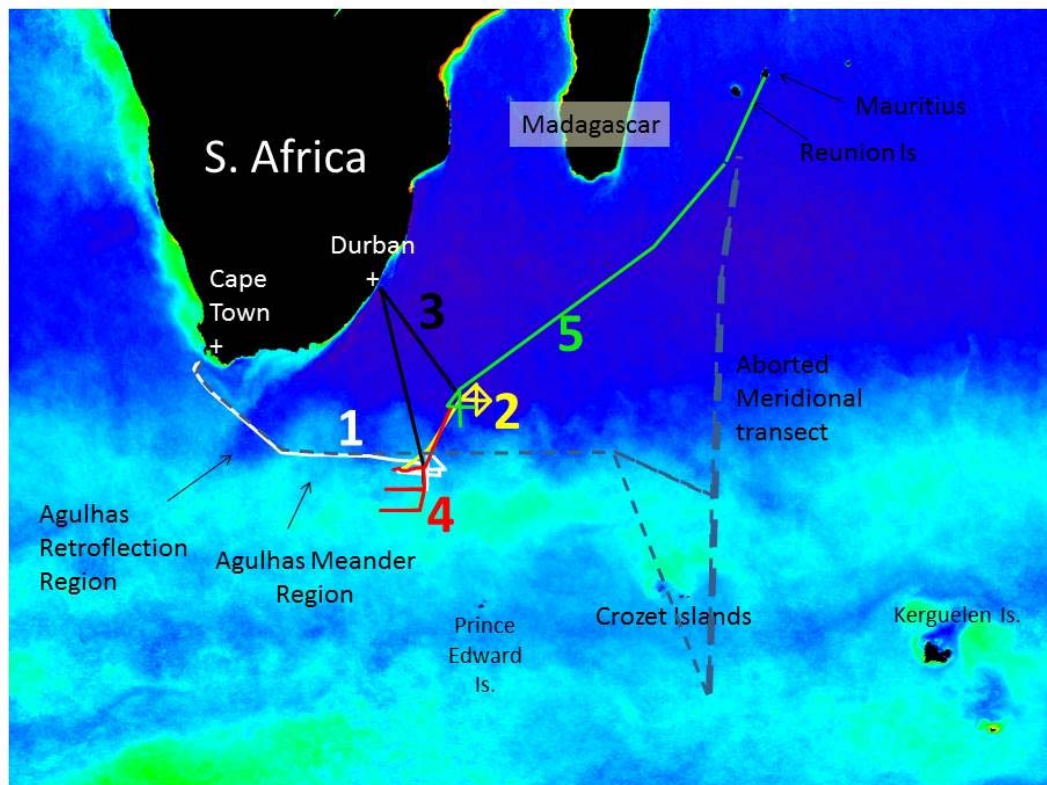 Mauritius
Madagascar
Reunion Is
S. Africa
Durban
+
Cape
Town
+
3
5
Aborted
Meridional
transect
2
1
4
Agulhas
Retroflection
Region
Agulhas Meander
Region
Crozet Islands
Kerguelen Is.
Prince
Edward
Is.